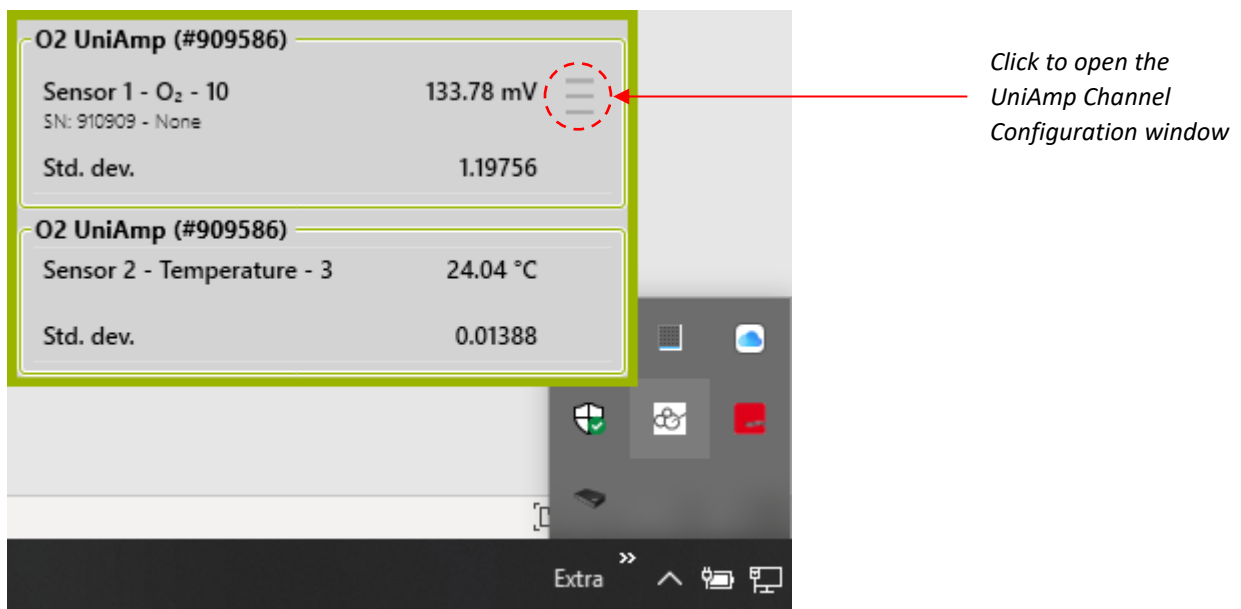 O2 UniAmp (#909586)
Sensor 1 - O₂ - 10 133.78 mV
SN: 910909 - None
Std. dev. 1.19756
O2 UniAmp (#909586)
Sensor 2 - Temperature - 3 24.04 °C
Std. dev. 0.01388
Click to open the
UniAmp Channel
Configuration window
Extra